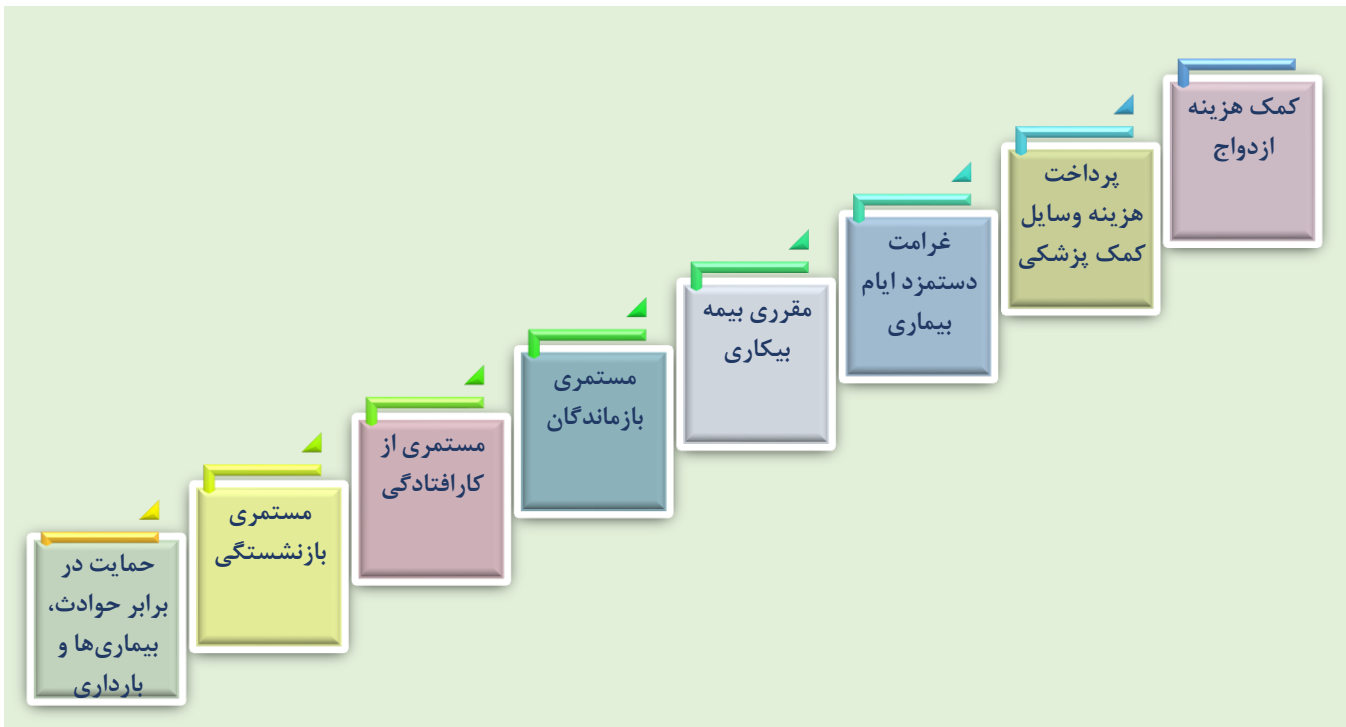 کمک هزینه
ازدواج
پرداخت
هزینه وسایل
کمک پزشکی
غرامت
دستمزد ایام
بیماری
مقرری بیمه
بیکاری
مستمری
بازماندگان
مستمری از
کارافتادگی
مستمری
بازنشستگی
حمایت در
برابر حوادث،
بیماری‌ها و
بارداری